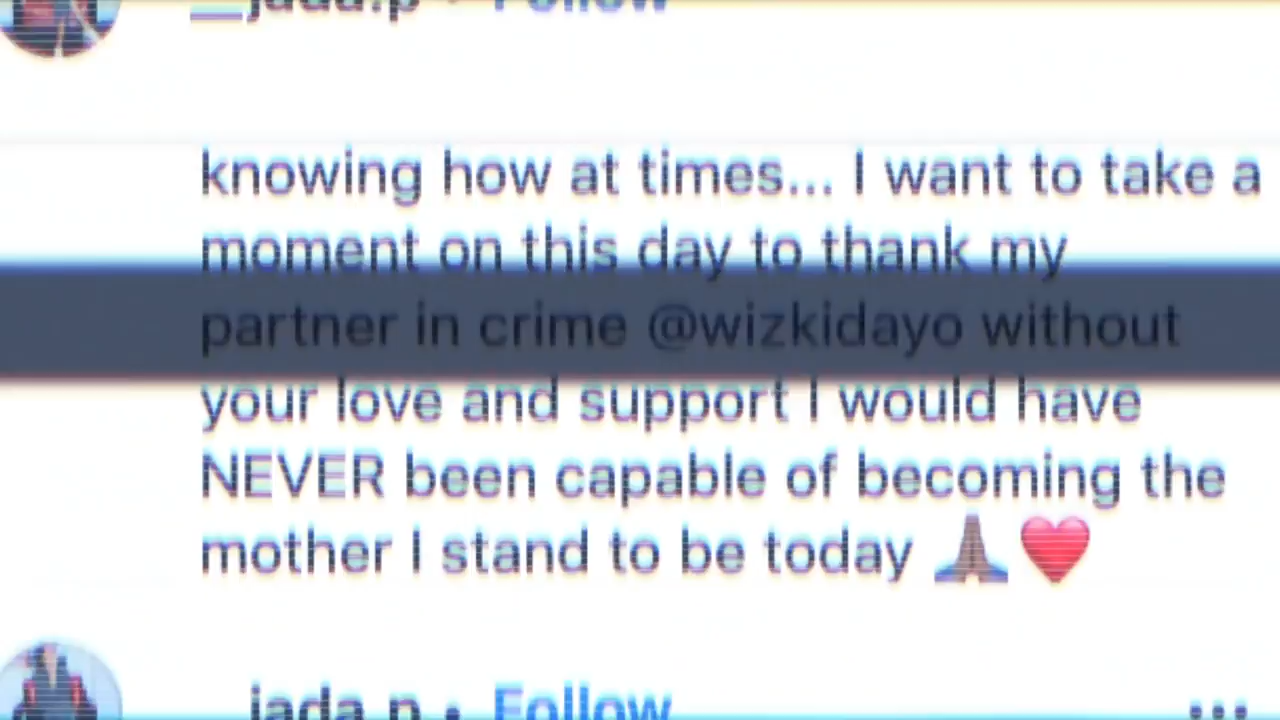 __jada.p • Follow
knowing how at times... I want to take a
moment on this day to thank my
partner in crime @wizkidayo without
your love and support I would have
NEVER been capable of becoming the
mother I stand to be today 🙏🏾❤️
__jada.p • Follow